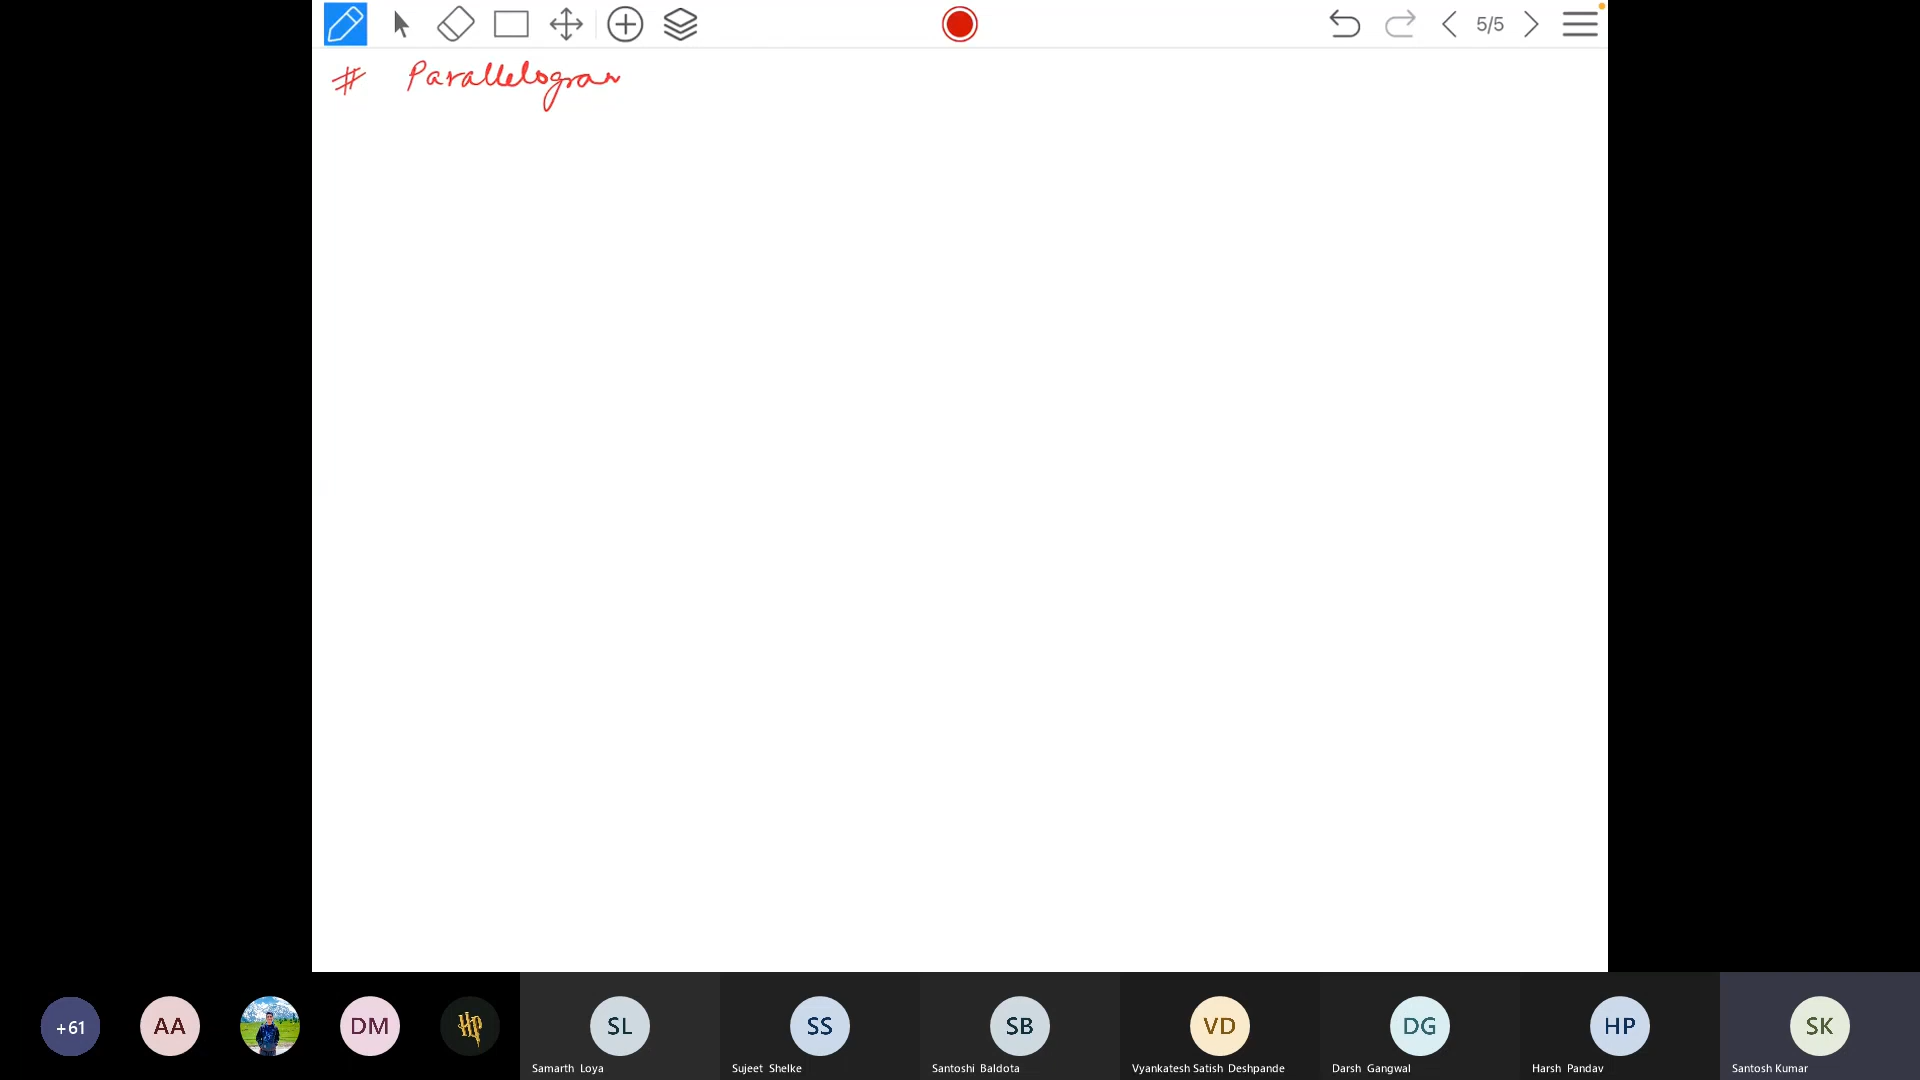 5/5
# Parallelogram
+61
AA
DM
HP
SL
SS
SB
VD
DG
HP
SK
Samarth Loya
Sujeet Shelke
Santoshi Baldota
Vyankatesh Satish Deshpande
Darsh Gangwal
Harsh Pandav
Santosh Kumar